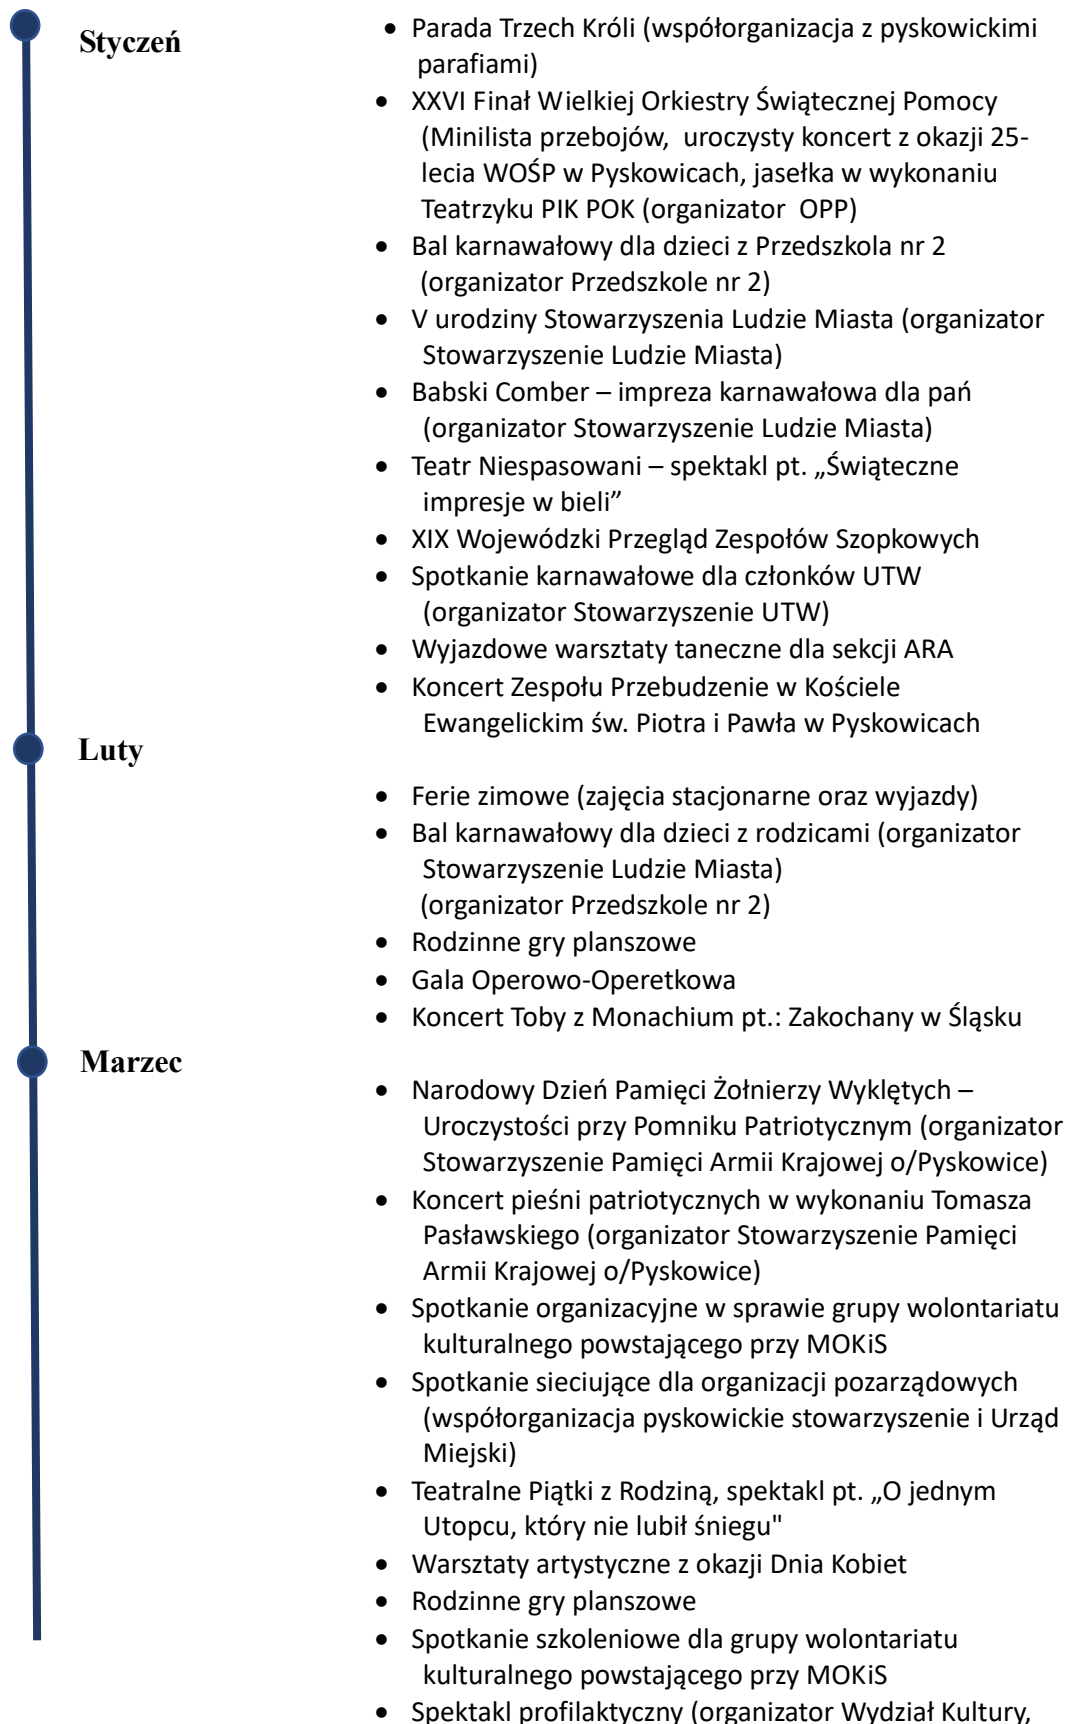 Styczeń
• Parada Trzech Króli (współorganizacja z pyskowickimi
parafiami)
• XXVI Finał Wielkiej Orkiestry Świątecznej Pomocy
(Minilista przebojów, uroczysty koncert z okazji 25-
lecia WOŚP w Pyskowicach, jasełka w wykonaniu
Teatrzyku PIK POK (organizator OPP)
• Bal karnawałowy dla dzieci z Przedszkola nr 2
(organizator Przedszkole nr 2)
• V urodziny Stowarzyszenia Ludzie Miasta (organizator
Stowarzyszenie Ludzie Miasta)
• Babski Comber – impreza karnawałowa dla pań
(organizator Stowarzyszenie Ludzie Miasta)
• Teatr Niespasowani – spektakl pt. „Świąteczne
impresje w bieli”
• XIX Wojewódzki Przegląd Zespołów Szopkowych
• Spotkanie karnawałowe dla członków UTW
(organizator Stowarzyszenie UTW)
• Wyjazdowe warsztaty taneczne dla sekcji ARA
• Koncert Zespołu Przebudzenie w Kościele
Ewangelickim św. Piotra i Pawła w Pyskowicach
Luty
• Ferie zimowe (zajęcia stacjonarne oraz wyjazdy)
• Bal karnawałowy dla dzieci z rodzicami (organizator
Stowarzyszenie Ludzie Miasta)
(organizator Przedszkole nr 2)
• Rodzinne gry planszowe
• Gala Operowo-Operetkowa
• Koncert Toby z Monachium pt.: Zakochany w Śląsku
Marzec
• Narodowy Dzień Pamięci Żołnierzy Wyklętych –
Uroczystości przy Pomniku Patriotycznym (organizator
Stowarzyszenie Pamięci Armii Krajowej o/Pyskowice)
• Koncert pieśni patriotycznych w wykonaniu Tomasza
Pasławskiego (organizator Stowarzyszenie Pamięci
Armii Krajowej o/Pyskowice)
• Spotkanie organizacyjne w sprawie grupy wolontariatu
kulturalnego powstającego przy MOKiS
• Spotkanie sieciujące dla organizacji pozarządowych
(współorganizacja pyskowickie stowarzyszenie i Urząd
Miejski)
• Teatralne Piątki z Rodziną, spektakl pt. „O jednym
Utopcu, który nie lubił śniegu"
• Warsztaty artystyczne z okazji Dnia Kobiet
• Rodzinne gry planszowe
• Spotkanie szkoleniowe dla grupy wolontariatu
kulturalnego powstającego przy MOKiS
• Spektakl profilaktyczny (organizator Wydział Kultury,